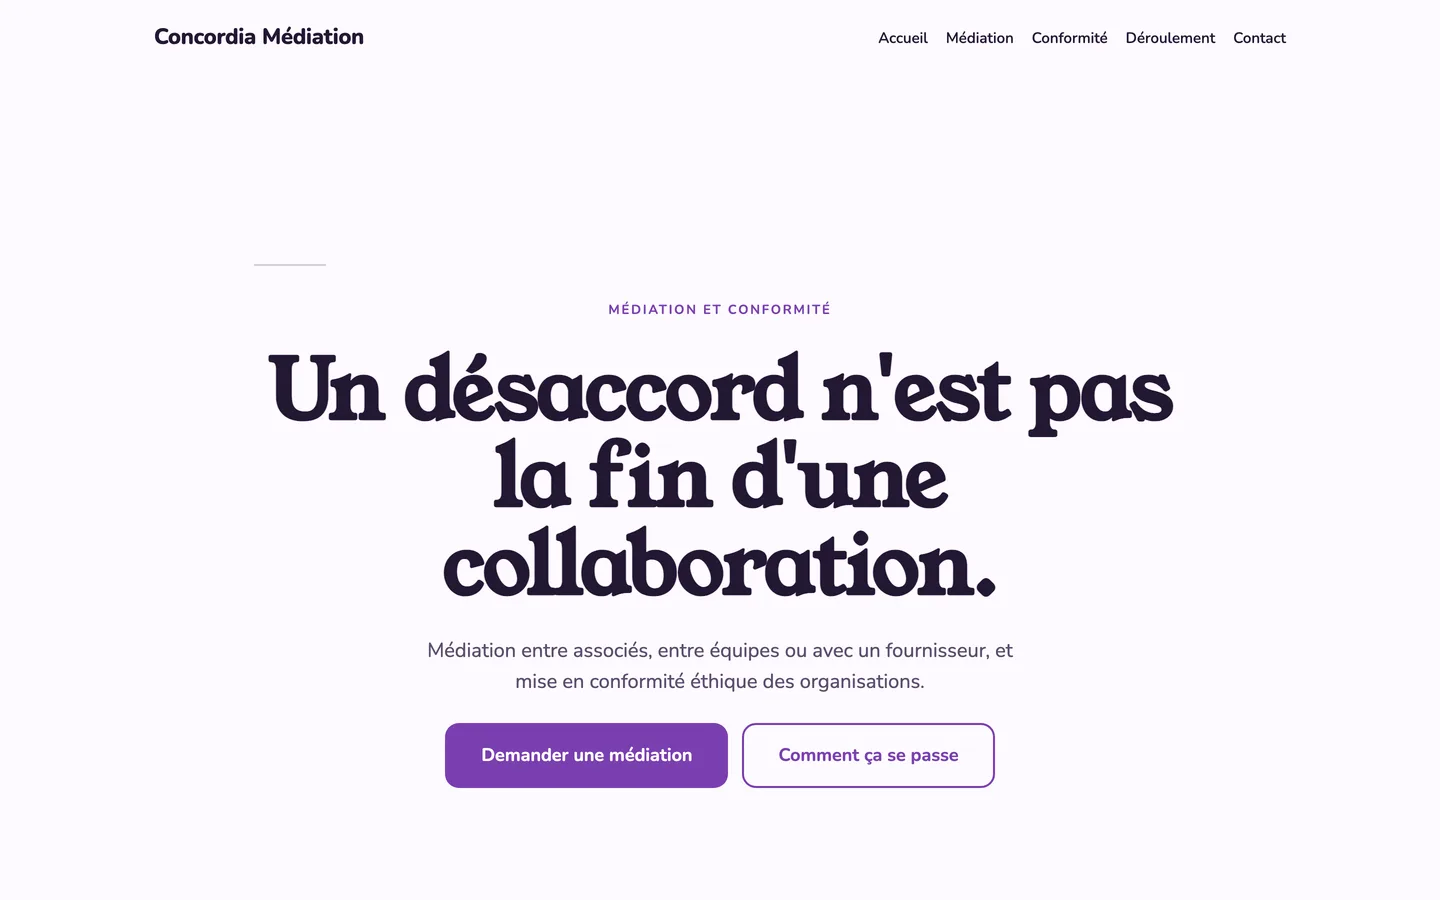 Concordia Médiation
Accueil Médiation Conformité Déroulement Contact
MÉDIATION ET CONFORMITÉ
Un désaccord n'est pas
la fin d'une
collaboration.
Médiation entre associés, entre équipes ou avec un fournisseur, et
mise en conformité éthique des organisations.
Demander une médiation
Comment ça se passe